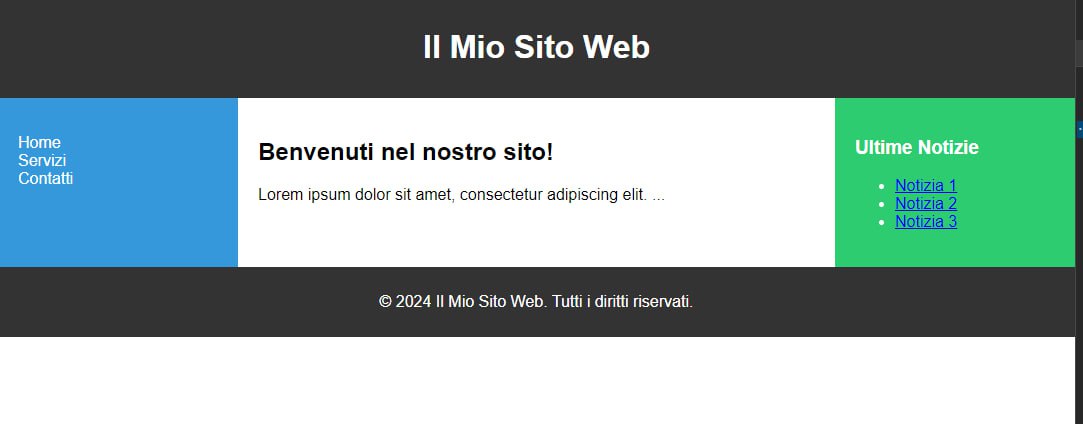 Il Mio Sito Web
Home
Servizi
Contatti
Benvenuti nel nostro sito!
Lorem ipsum dolor sit amet, consectetur adipiscing elit. ...
Ultime Notizie
Notizia 1
Notizia 2
Notizia 3
© 2024 Il Mio Sito Web. Tutti i diritti riservati.